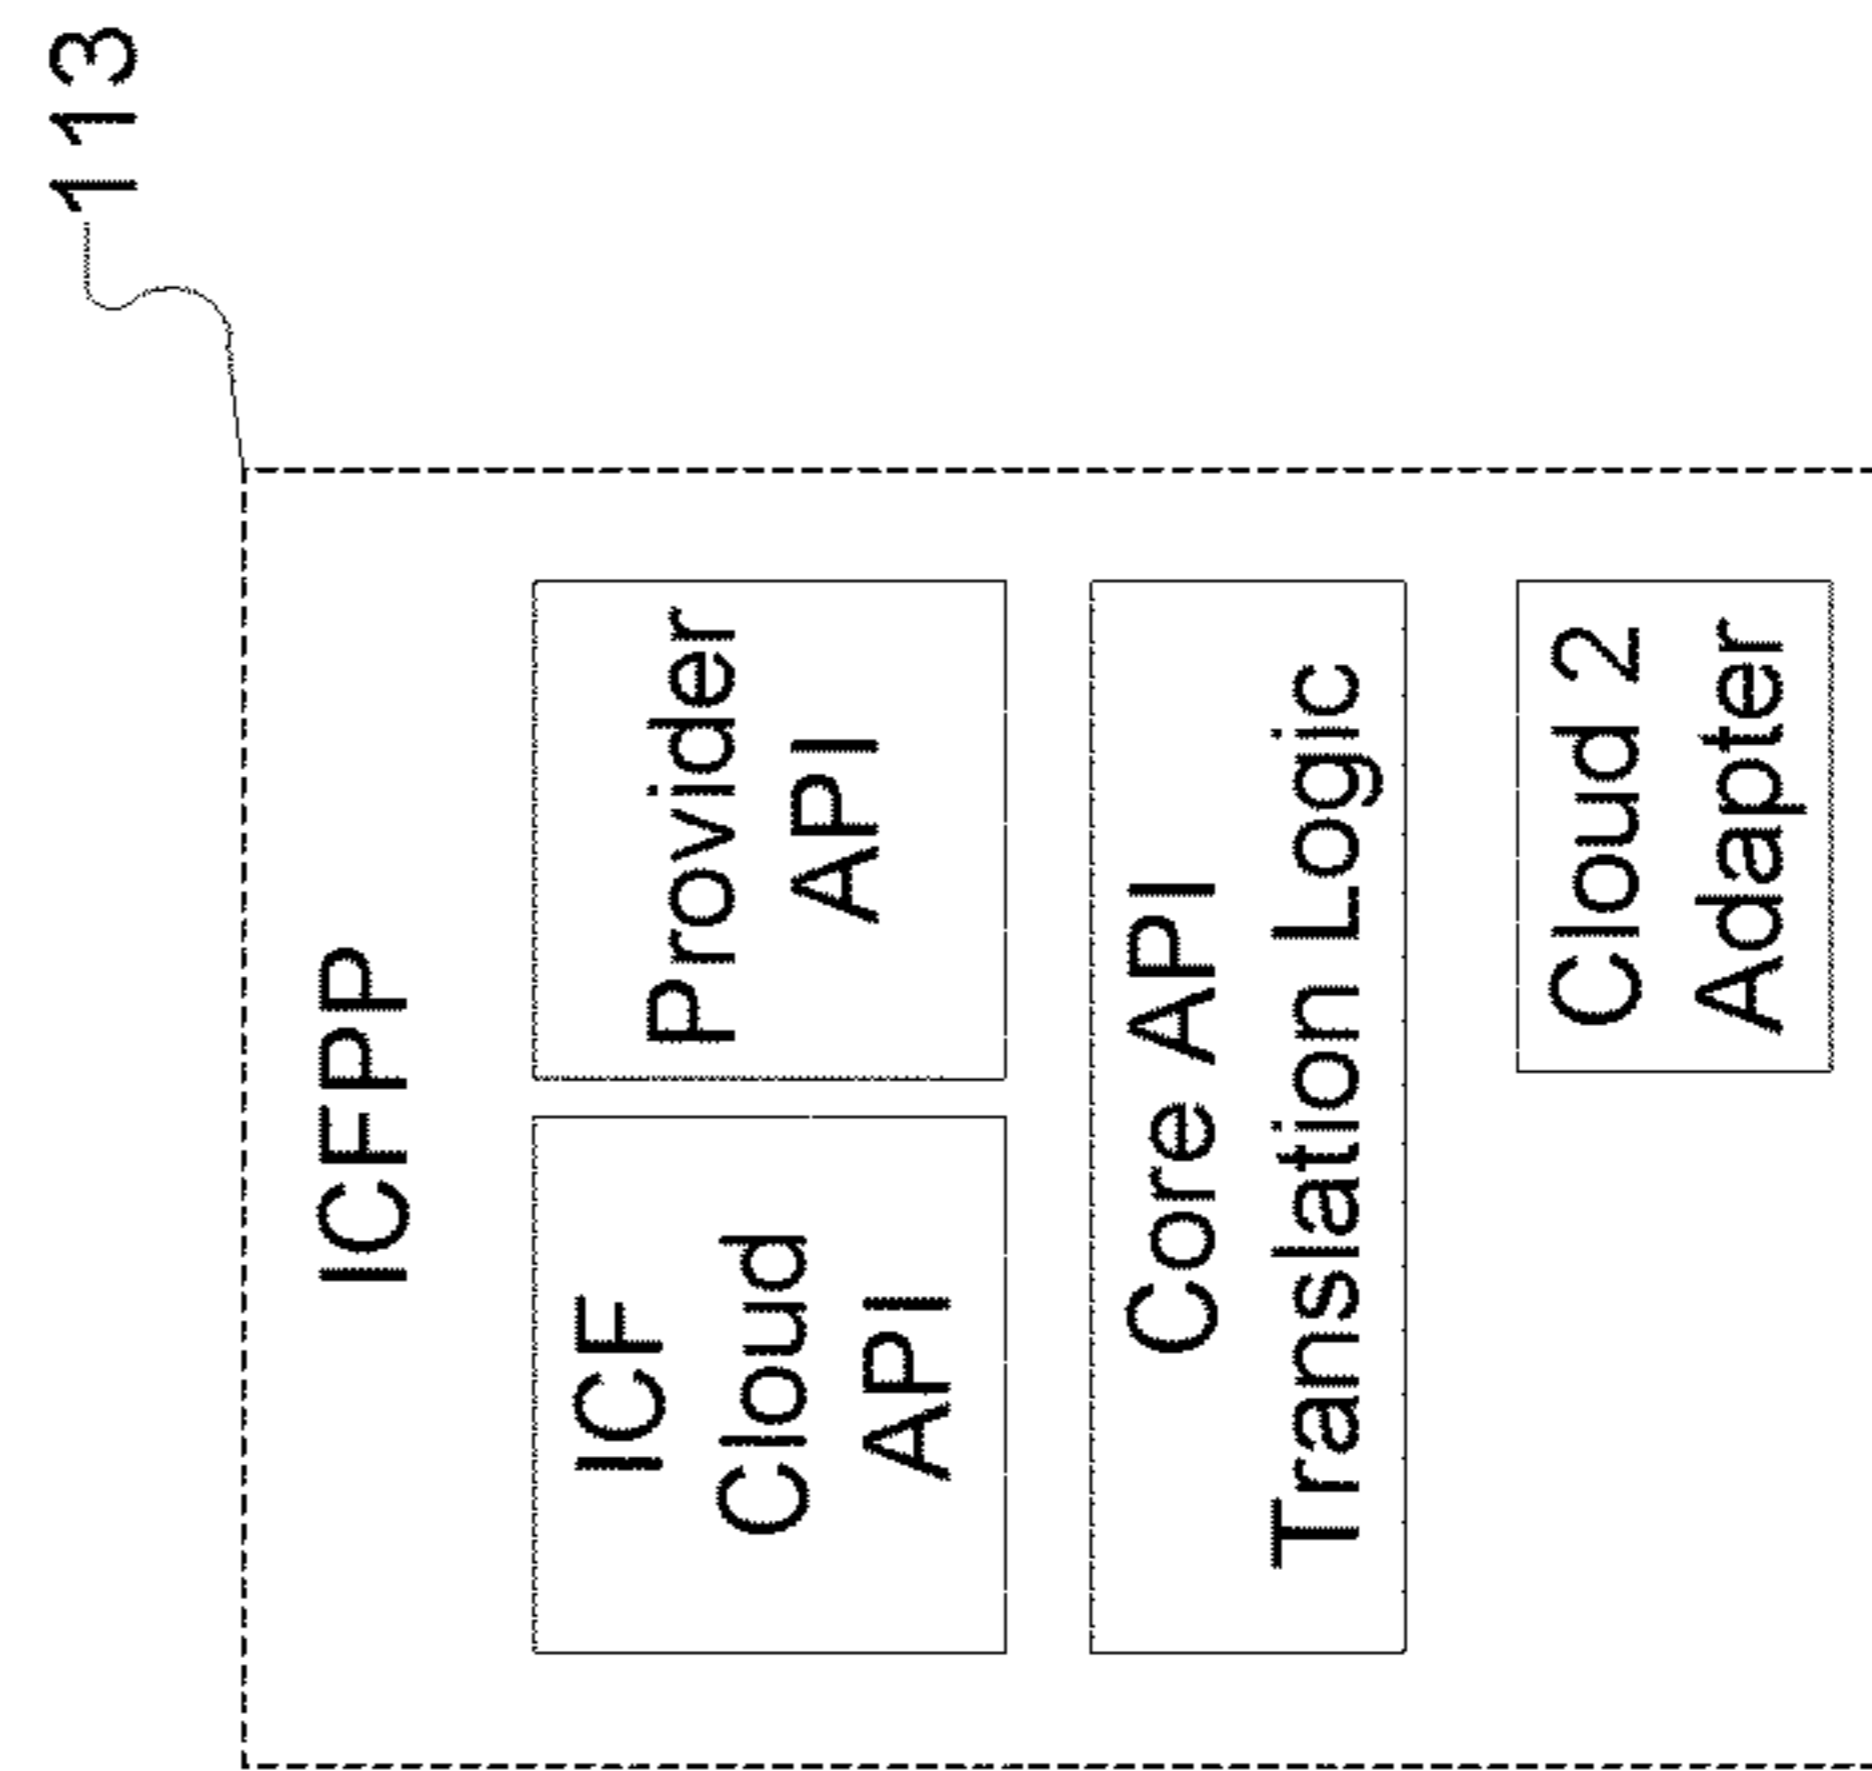 113
ICFPP
ICF
Cloud
API
Provider
API
Core API
Translation Logic
Cloud 2
Adapter